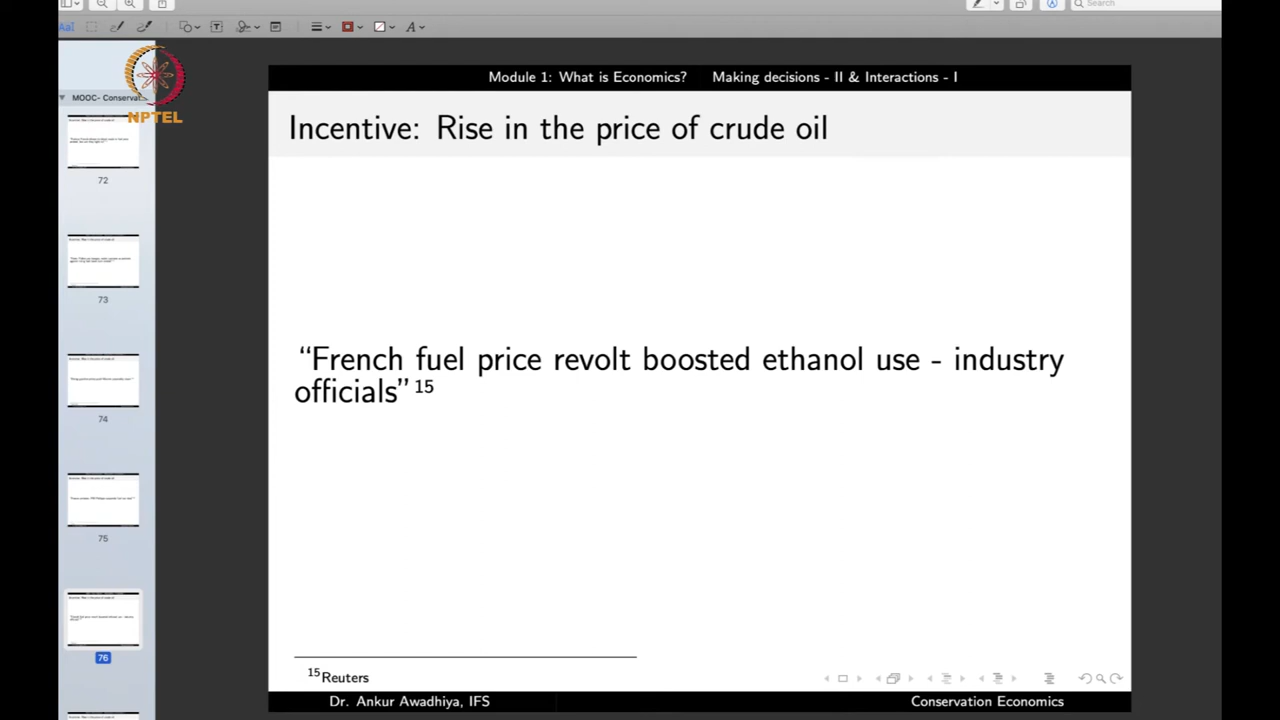 Search
MOOC- Conservat...
NPTEL
72
73
74
75
76
Module 1: What is Economics? Making decisions - II & Interactions - I
Incentive: Rise in the price of crude oil
“French fuel price revolt boosted ethanol use - industry
officials”15
15Reuters
Dr. Ankur Awadhiya, IFS Conservation Economics